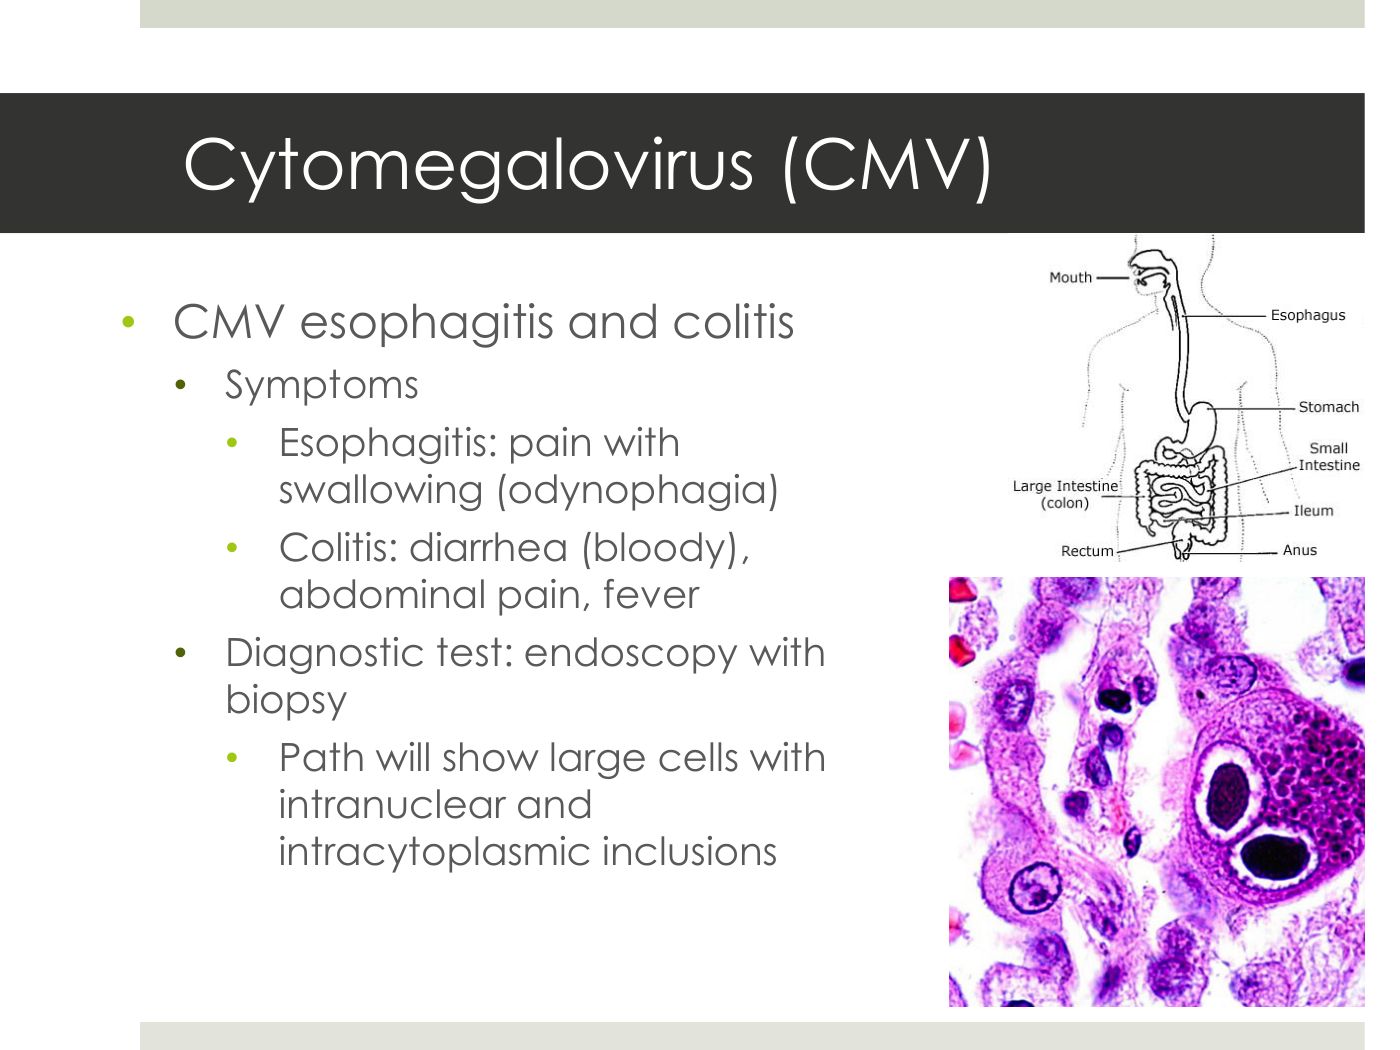 Cytomegalovirus (CMV)
• CMV esophagitis and colitis
• Symptoms
• Esophagitis: pain with
swallowing (odynophagia)
• Colitis: diarrhea (bloody),
abdominal pain, fever
• Diagnostic test: endoscopy with
biopsy
• Path will show large cells with
intranuclear and
intracytoplasmic inclusions
Mouth
Esophagus
Stomach
Small
Intestine
Large Intestine
(colon)
Ileum
Rectum
Anus